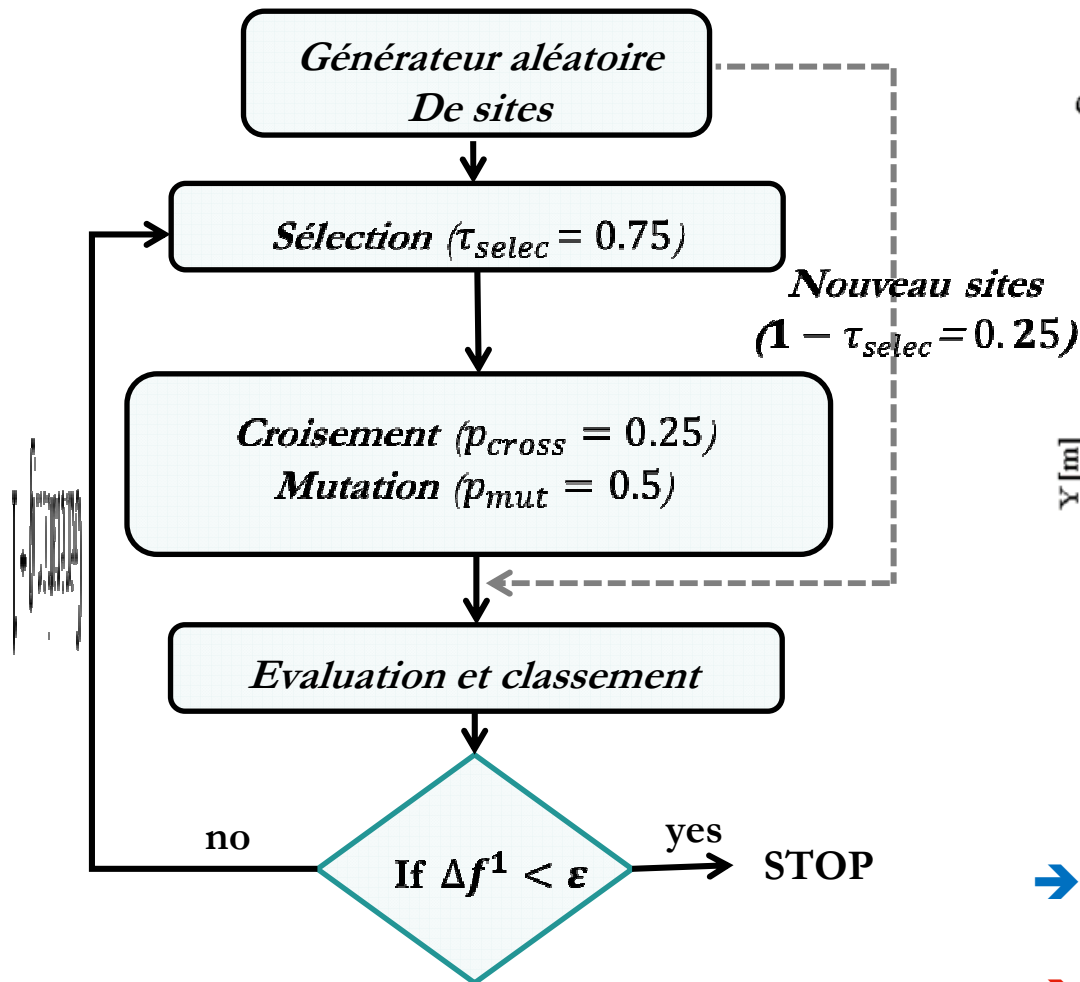 Générateur aléatoire
De sites
Sélection (τ_selec = 0.75)
Nouveau sites
(1 − τ_selec = 0.25)
Croisement (p_cross = 0.25)
Mutation (p_mut = 0.5)
Y [m]
Evaluation et classement
no
yes
If Δf¹ < ε
STOP